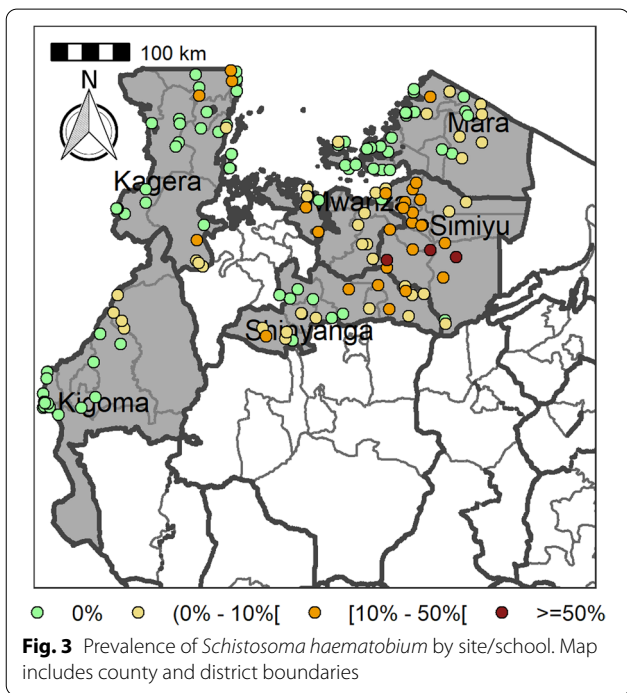 100 km
N
Mara
Kagera
Mwanza
Simiyu
Shinyanga
Kigoma
0% (0% - 10%[ [10% - 50%[ >=50%
Fig. 3 Prevalence of Schistosoma haematobium by site/school. Map
includes county and district boundaries